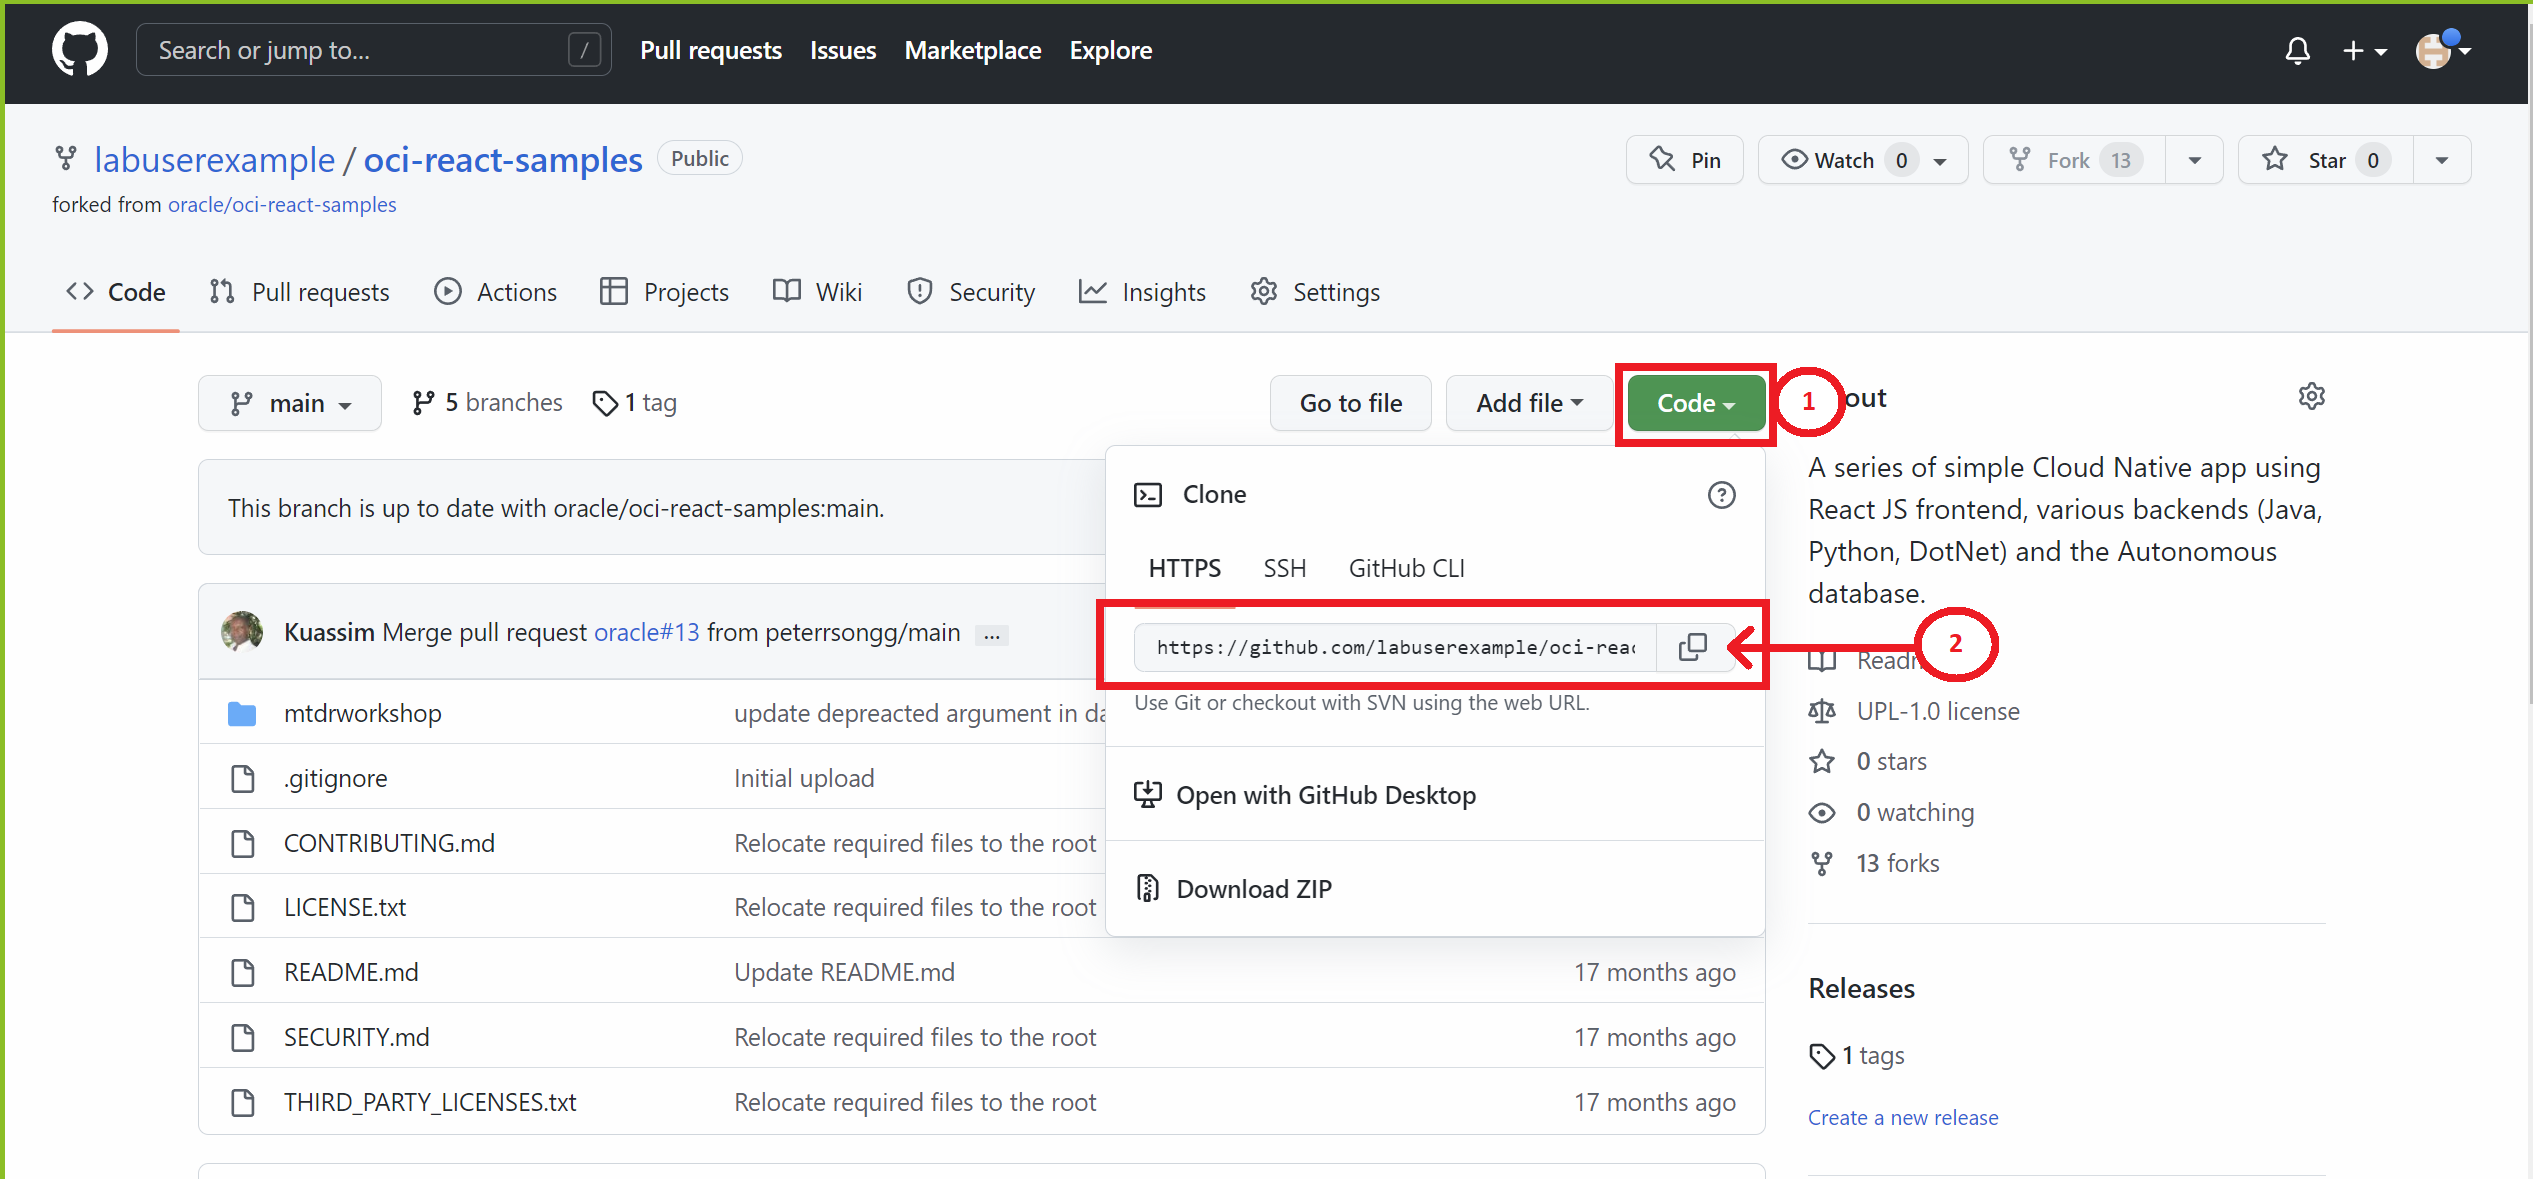 Search or jump to... /
Pull requests Issues Marketplace Explore
labuserexample / oci-react-samples Public
forked from oracle/oci-react-samples
Pin
Watch 0
Fork 13
Star 0
Code Pull requests Actions Projects Wiki Security Insights Settings
main 5 branches 1 tag
Go to file Add file Code
1
This branch is up to date with oracle/oci-react-samples:main.
Kuassim Merge pull request oracle#13 from peterrsongg/main ...
mtdrworkshop update depreacted argument in
.gitignore Initial upload
CONTRIBUTING.md Relocate required files to the root
LICENSE.txt Relocate required files to the root
README.md Update README.md 17 months ago
SECURITY.md Relocate required files to the root 17 months ago
THIRD_PARTY_LICENSES.txt Relocate required files to the root 17 months ago
Clone
HTTPS SSH GitHub CLI
https://github.com/labuserexample/oci-reac
2
Use Git or checkout with SVN using the web URL.
Open with GitHub Desktop
Download ZIP
out
A series of simple Cloud Native app using
React JS frontend, various backends (Java,
Python, DotNet) and the Autonomous
database.
UPL-1.0 license
0 stars
0 watching
13 forks
Releases
1 tags
Create a new release